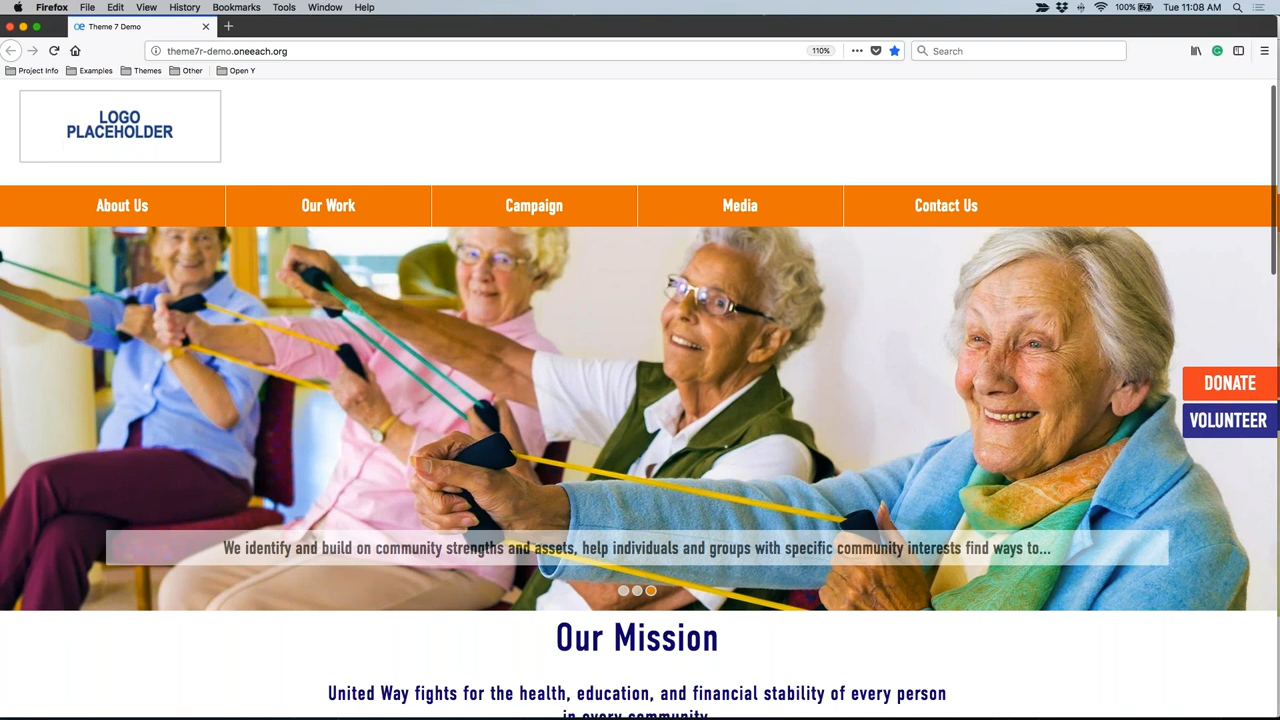 Firefox File Edit View History Bookmarks Tools Window Help 100% Tue 11:08 AM
Theme 7 Demo
theme7r-demo.oneeach.org 110% Search
Project Info Examples Themes Other Open Y
LOGO
PLACEHOLDER
About Us Our Work Campaign Media Contact Us
DONATE
VOLUNTEER
We identify and build on community strengths and assets, help individuals and groups with specific community interests find ways to...
Our Mission
United Way fights for the health, education, and financial stability of every person
in every community.